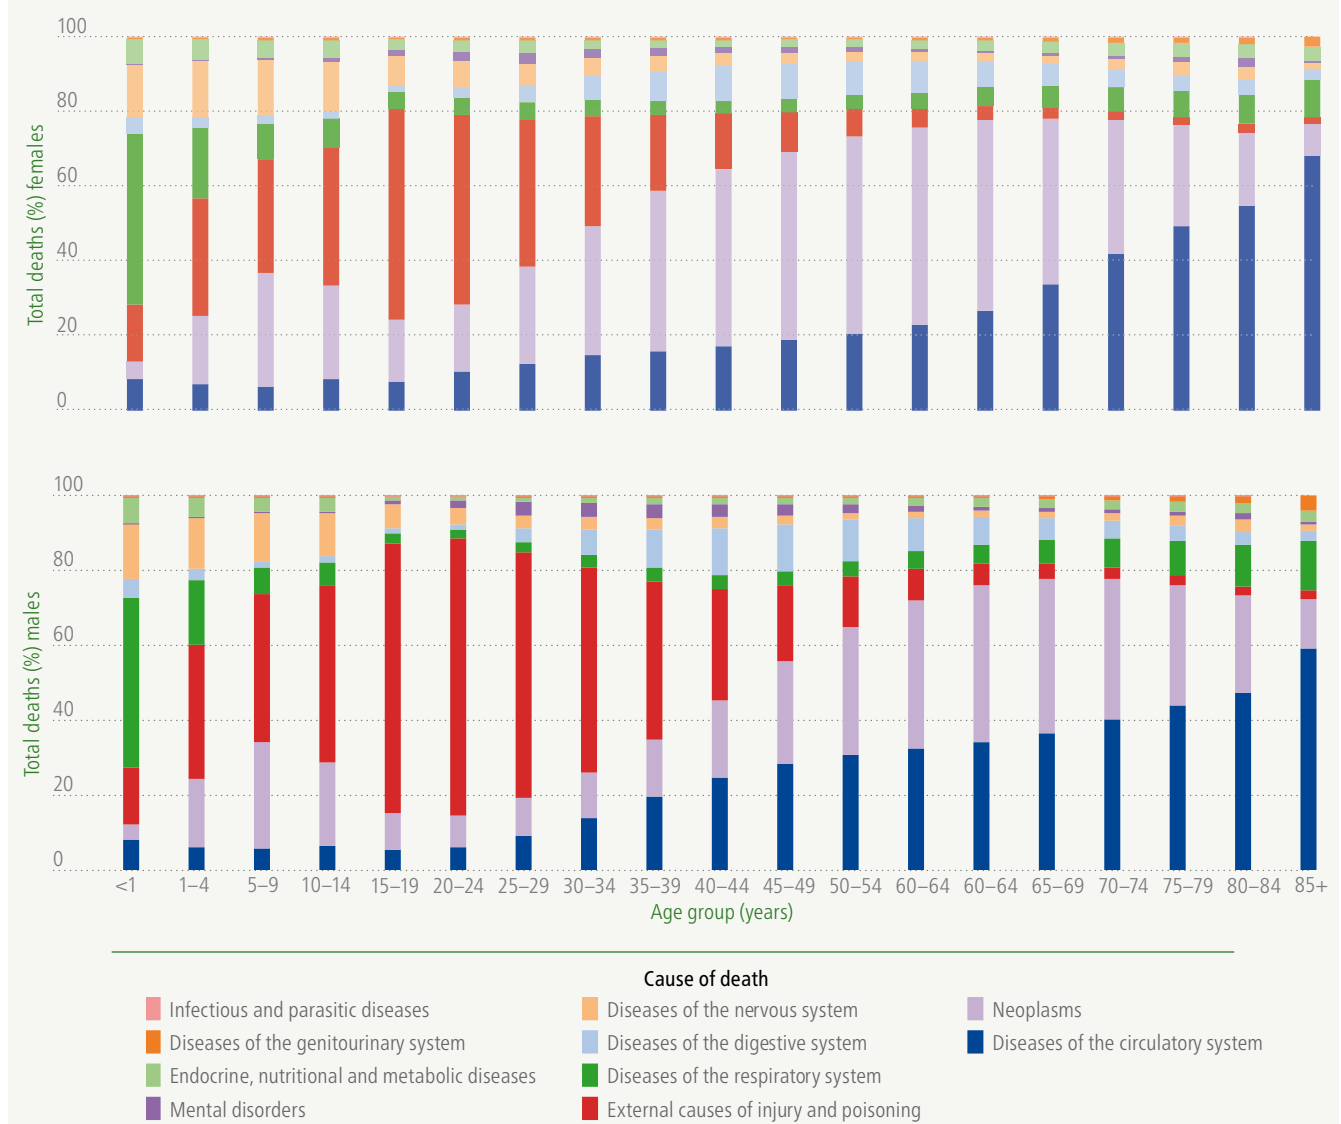 100
80
60
40
20
0
Total deaths (%) females
100
80
60
40
20
0
Total deaths (%) males
<1 1–4 5–9 10–14 15–19 20–24 25–29 30–34 35–39 40–44 45–49 50–54 60–64 60–64 65–69 70–74 75–79 80–84 85+
Age group (years)
Cause of death
Infectious and parasitic diseases
Diseases of the genitourinary system
Endocrine, nutritional and metabolic diseases
Mental disorders
Diseases of the nervous system
Diseases of the digestive system
Diseases of the respiratory system
External causes of injury and poisoning
Neoplasms
Diseases of the circulatory system